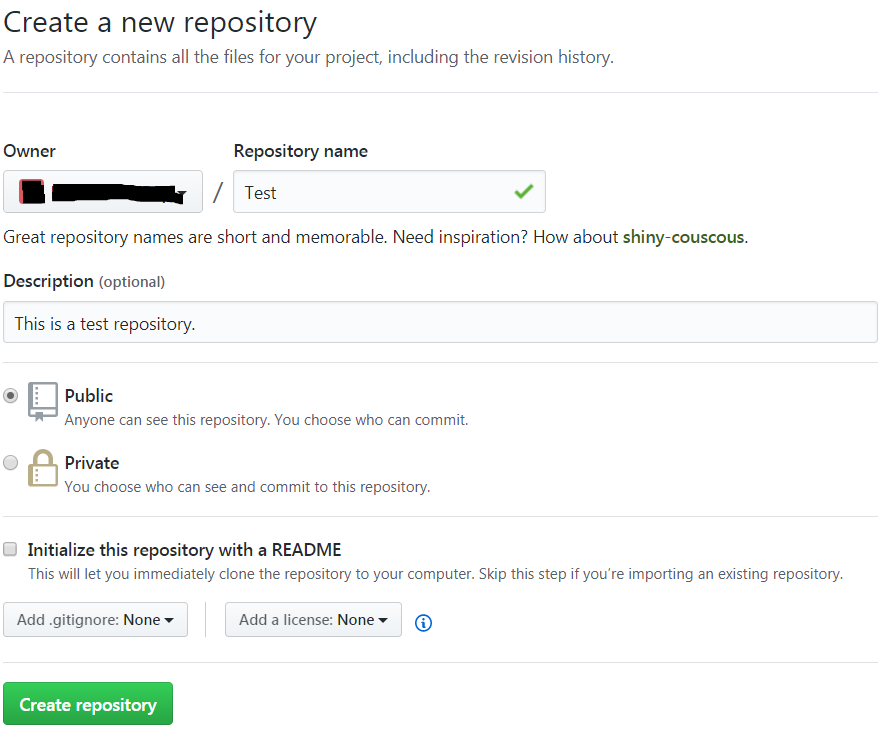 Create a new repository
A repository contains all the files for your project, including the revision history.
Owner
Repository name
/
Test
Great repository names are short and memorable. Need inspiration? How about shiny-couscous.
Description (optional)
This is a test repository.
Public
Anyone can see this repository. You choose who can commit.
Private
You choose who can see and commit to this repository.
Initialize this repository with a README
This will let you immediately clone the repository to your computer. Skip this step if you’re importing an existing repository.
Add .gitignore: None
Add a license: None
Create repository